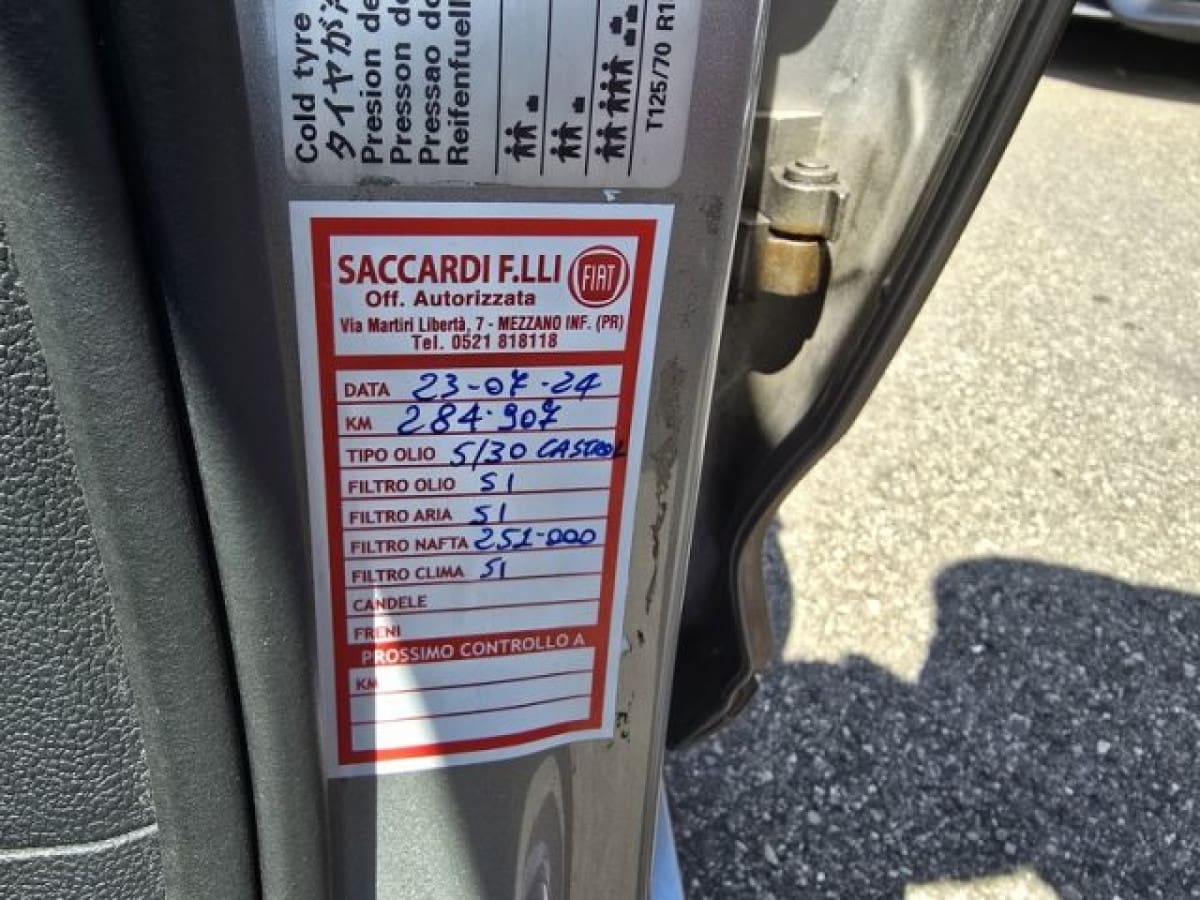 Cold tyre
タイヤが
Presion de
Presson de
Pressao do
Reifenfuell
T125/70 R1
SACCARDI F.LLI FIAT
Off. Autorizzata
Via Martiri Libertà, 7 - MEZZANO INF. (PR)
Tel. 0521 818118
DATA 23-07-24
KM 284.907
TIPO OLIO 5/30 CASTROL
FILTRO OLIO SI
FILTRO ARIA SI
FILTRO NAFTA 251.000
FILTRO CLIMA SI
CANDELE
FRENI
PROSSIMO CONTROLLO A
KM